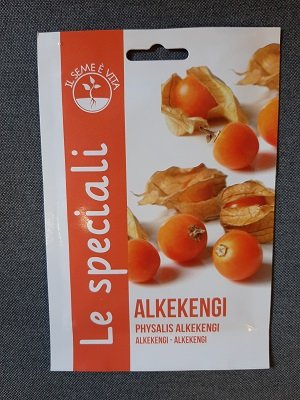 IL SEME È VITA
Le speciali
ALKEKENGI
PHYSALIS ALKEKENGI
ALKEKENGI - ALKEKENGI